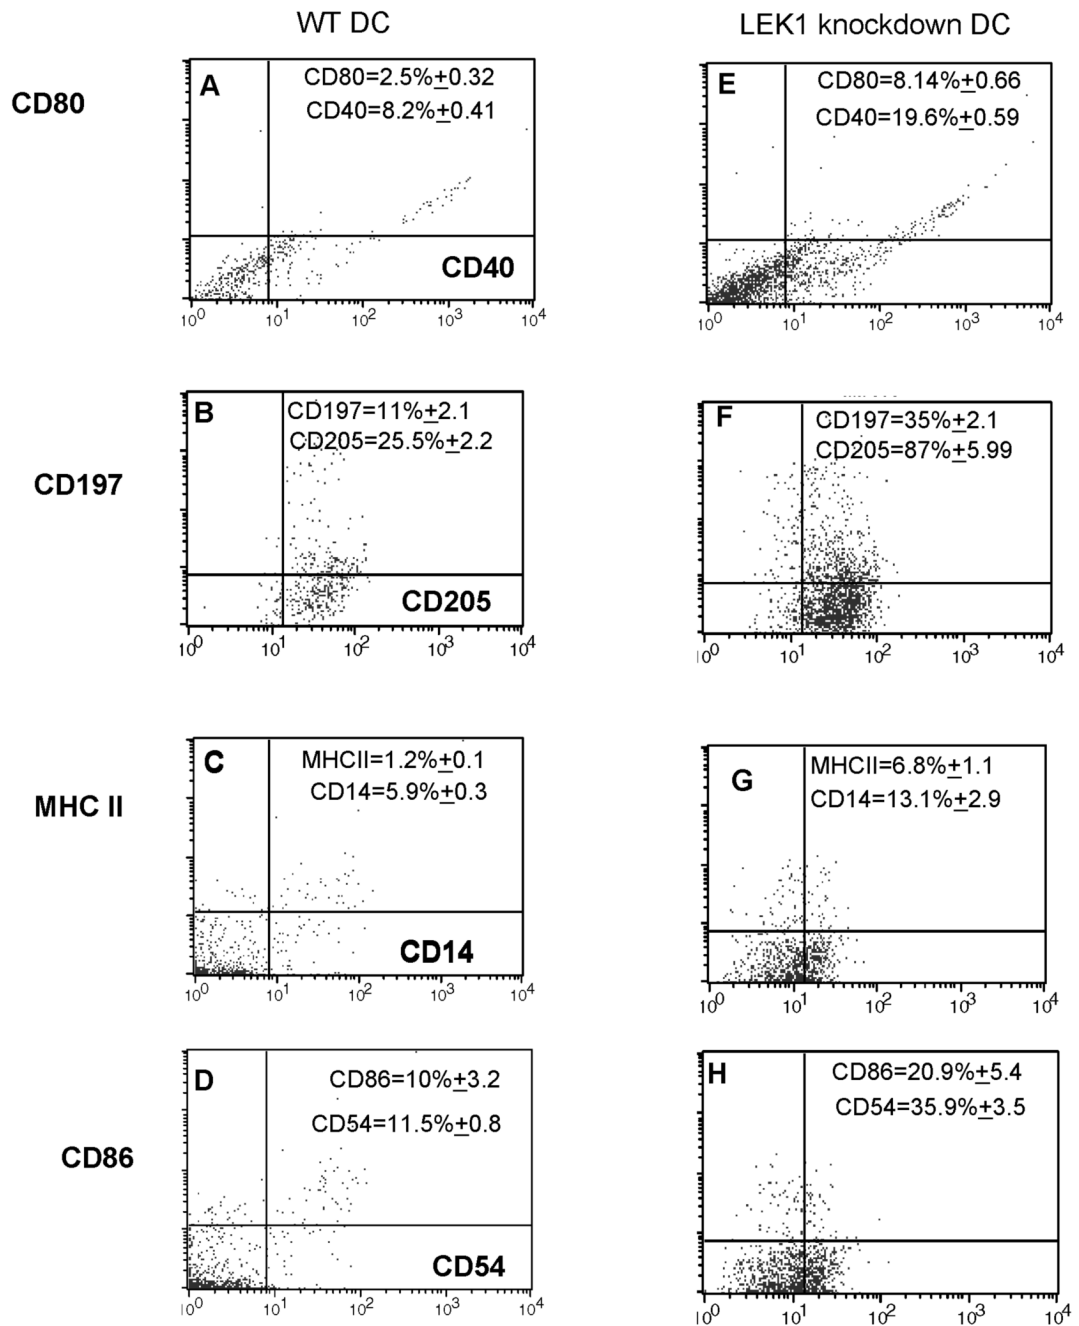 WT DC
LEK1 knockdown DC
CD80
A
CD80=2.5%±0.32
CD40=8.2%±0.41
CD40
10⁰ 10¹ 10² 10³ 10⁴
E
CD80=8.14%±0.66
CD40=19.6%±0.59
10⁰ 10¹ 10² 10³ 10⁴
CD197
B
CD197=11%±2.1
CD205=25.5%±2.2
CD205
10⁰ 10¹ 10² 10³ 10⁴
F
CD197=35%±2.1
CD205=87%±5.99
10⁰ 10¹ 10² 10³ 10⁴
MHC II
C
MHCII=1.2%±0.1
CD14=5.9%±0.3
CD14
10⁰ 10¹ 10² 10³ 10⁴
G
MHCII=6.8%±1.1
CD14=13.1%±2.9
10⁰ 10¹ 10² 10³ 10⁴
CD86
D
CD86=10%±3.2
CD54=11.5%±0.8
CD54
10⁰ 10¹ 10² 10³ 10⁴
H
CD86=20.9%±5.4
CD54=35.9%±3.5
10⁰ 10¹ 10² 10³ 10⁴